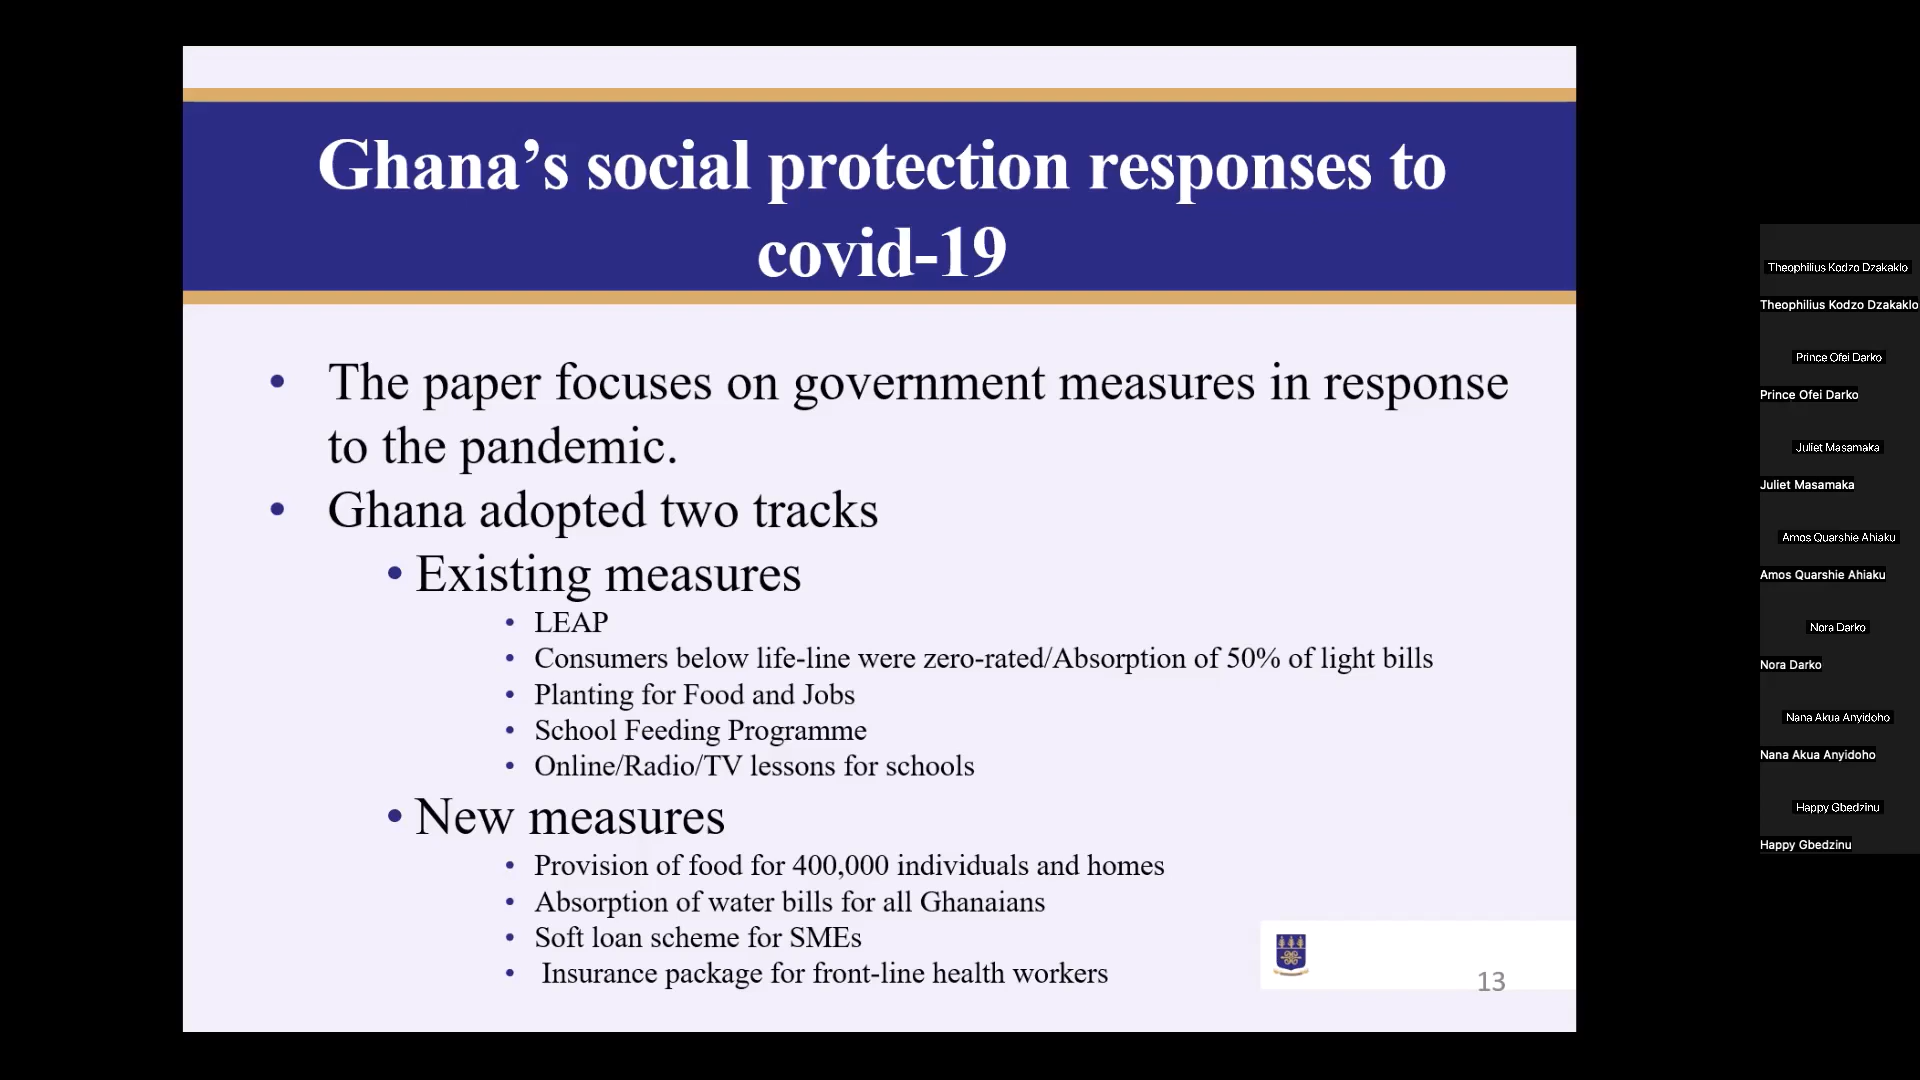 Ghana’s social protection responses to
covid-19
• The paper focuses on government measures in response
to the pandemic.
• Ghana adopted two tracks
• Existing measures
• LEAP
• Consumers below life-line were zero-rated/Absorption of 50% of light bills
• Planting for Food and Jobs
• School Feeding Programme
• Online/Radio/TV lessons for schools
• New measures
• Provision of food for 400,000 individuals and homes
• Absorption of water bills for all Ghanaians
• Soft loan scheme for SMEs
• Insurance package for front-line health workers
13
Theophilius Kodzo Dzakaklo
Theophilius Kodzo Dzakaklo
Prince Ofei Darko
Prince Ofei Darko
Juliet Masamaka
Juliet Masamaka
Amos Quarshie Ahiaku
Amos Quarshie Ahiaku
Nora Darko
Nora Darko
Nana Akua Anyidoho
Nana Akua Anyidoho
Happy Gbedzinu
Happy Gbedzinu